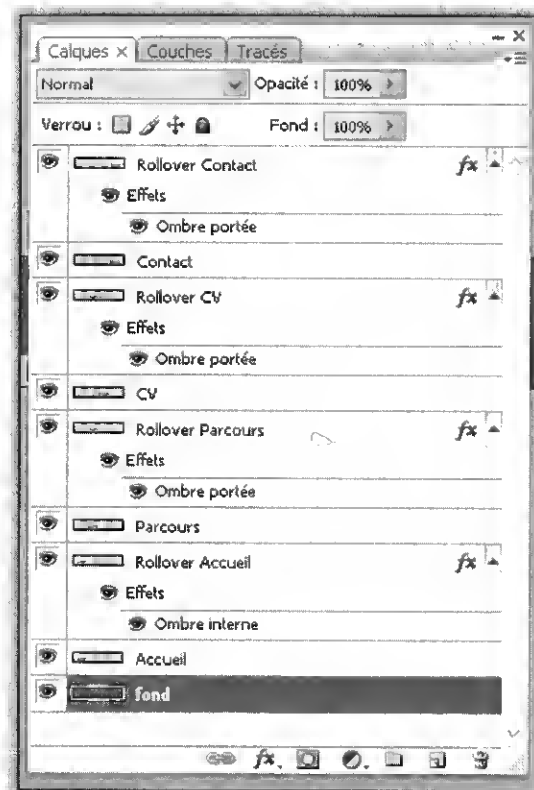 Calques × Couches Tracés
Normal Opacité : 100%
Verrou : Fond : 100%
Rollover Contact fx
Effets
Ombre portée
Contact
Rollover CV fx
Effets
Ombre portée
CV
Rollover Parcours fx
Effets
Ombre portée
Parcours
Rollover Accueil fx
Effets
Ombre interne
Accueil
fond
fx.